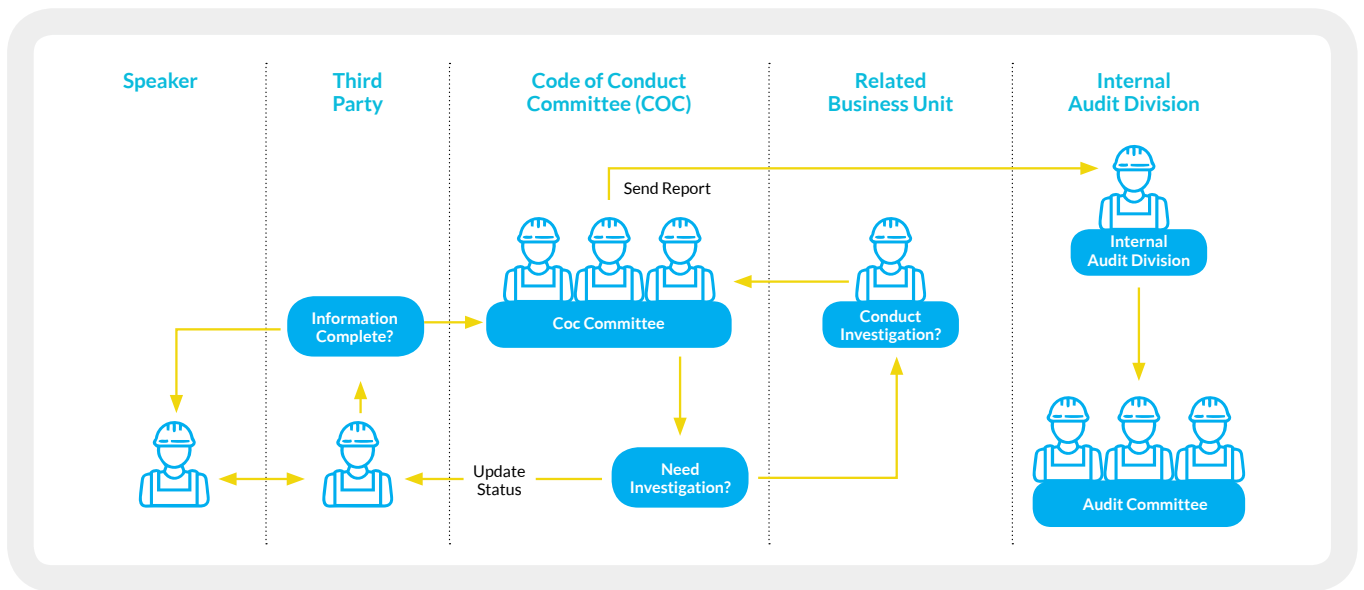 Speaker
Third
Party
Code of Conduct
Committee (COC)
Related
Business Unit
Internal
Audit Division
Send Report
Internal
Audit Division
Information
Complete?
Coc Committee
Conduct
Investigation?
Update
Status
Need
Investigation?
Audit Committee